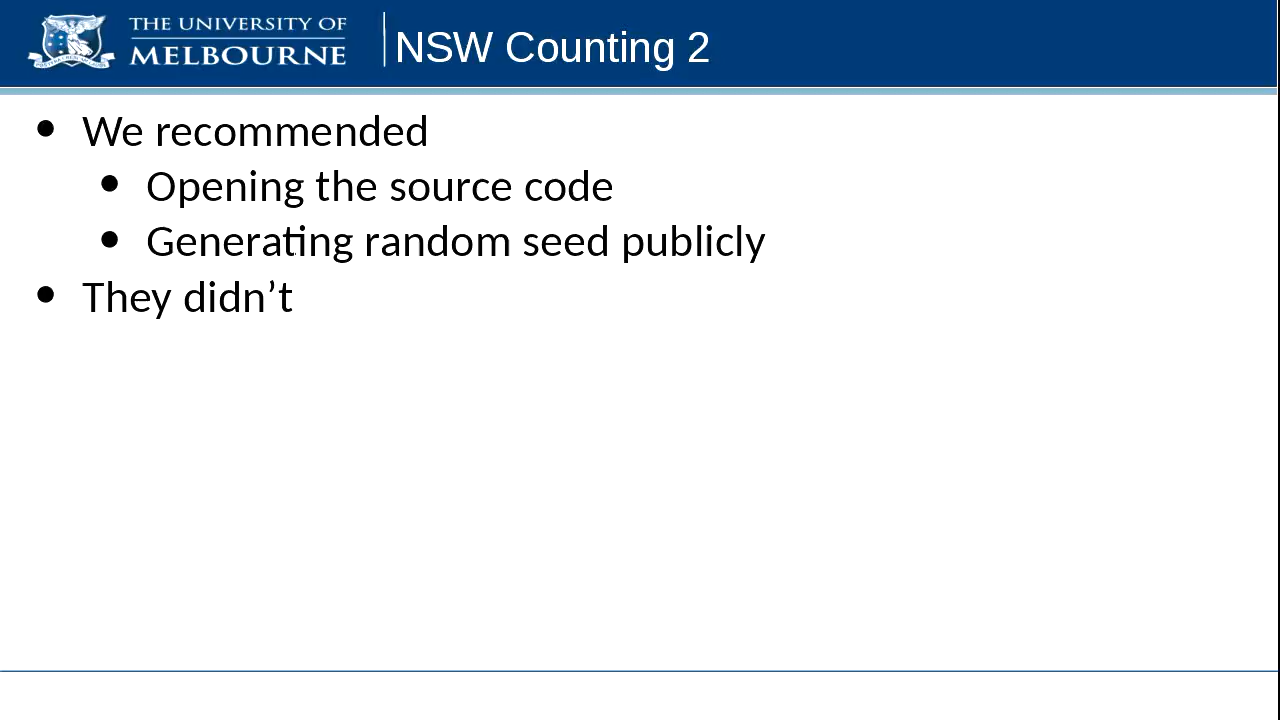 THE UNIVERSITY OF
MELBOURNE
NSW Counting 2
● We recommended
● Opening the source code
● Generating random seed publicly
● They didn’t